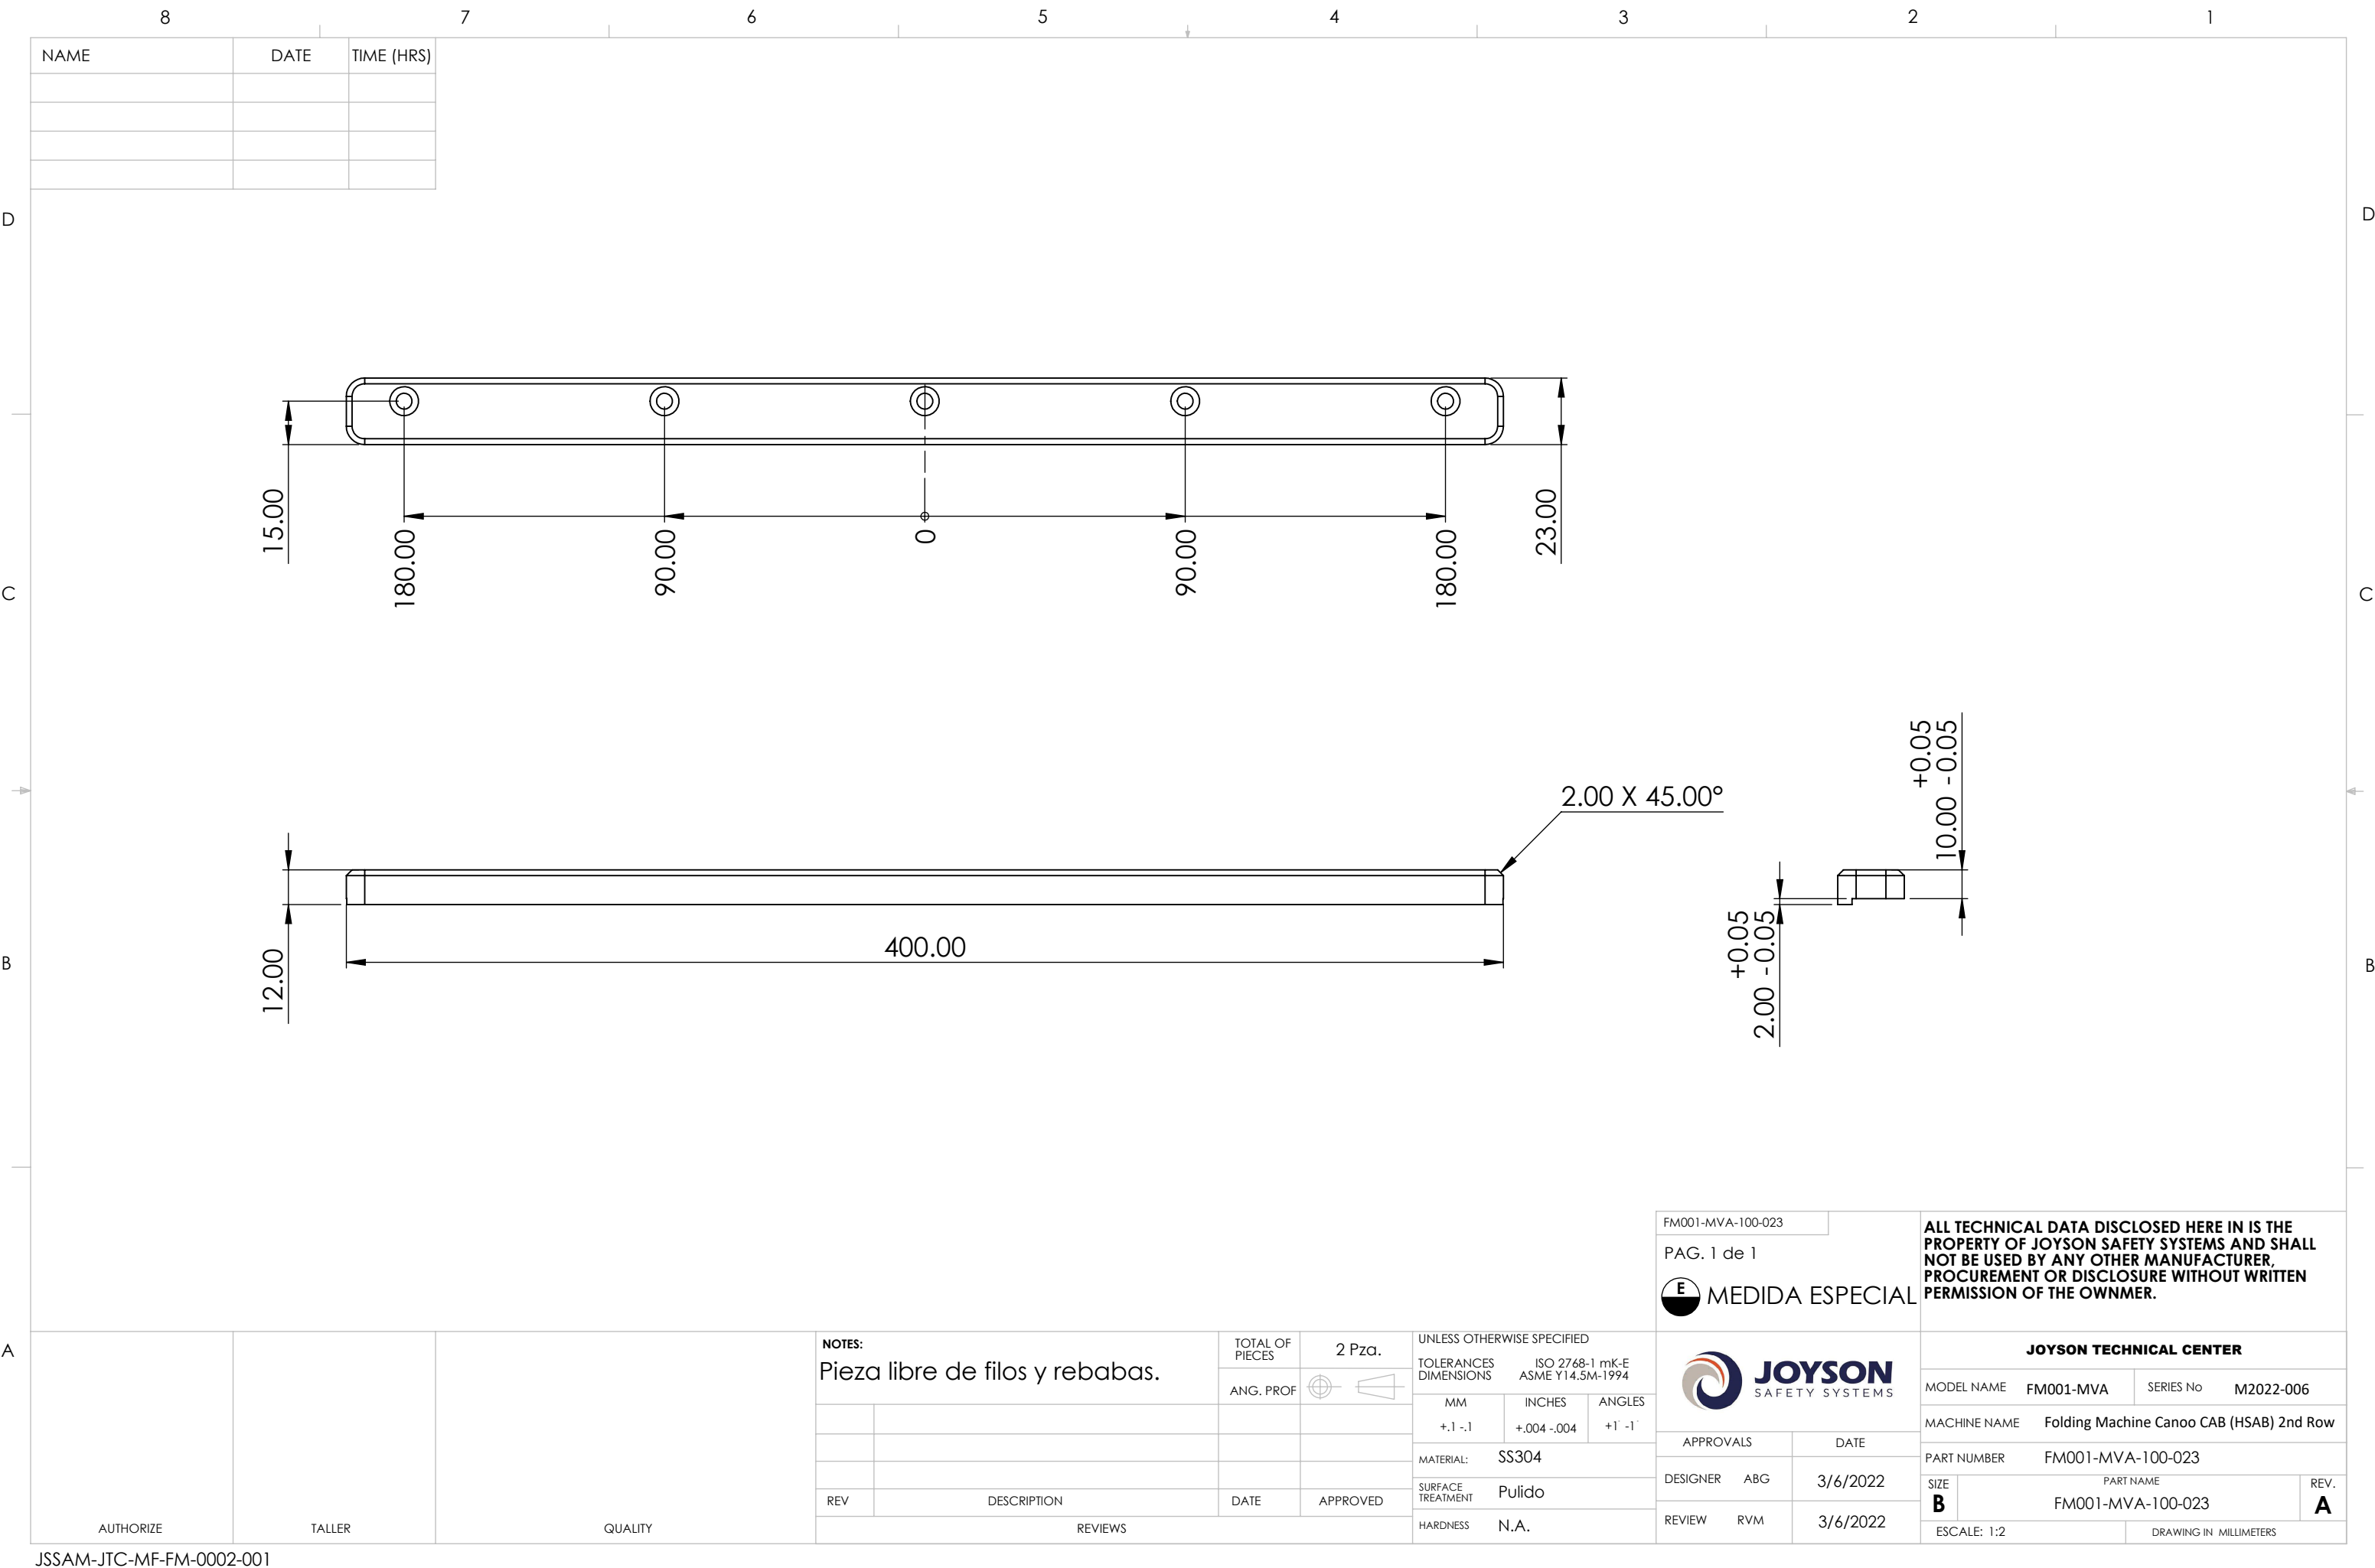 8 7 6 5 4 3 2 1
NAME DATE TIME (HRS)
D D
15.00
180.00
90.00
0
90.00
180.00
23.00
C C
2.00 X 45.00°
+0.05
10.00 -0.05
12.00
400.00
+0.05
2.00 -0.05
B B
FM001-MVA-100-023
PAG. 1 de 1
E MEDIDA ESPECIAL
ALL TECHNICAL DATA DISCLOSED HERE IN IS THE
PROPERTY OF JOYSON SAFETY SYSTEMS AND SHALL
NOT BE USED BY ANY OTHER MANUFACTURER,
PROCUREMENT OR DISCLOSURE WITHOUT WRITTEN
PERMISSION OF THE OWNMER.
A
AUTHORIZE TALLER QUALITY
NOTES:
Pieza libre de filos y rebabas.
TOTAL OF
PIECES
2 Pza.
ANG. PROF
REV DESCRIPTION DATE APPROVED
REVIEWS
UNLESS OTHERWISE SPECIFIED
TOLERANCES ISO 2768-1 mK-E
DIMENSIONS ASME Y14.5M-1994
MM INCHES ANGLES
+.1 -.1 +.004 -.004 +1° -1°
MATERIAL: SS304
SURFACE
TREATMENT
Pulido
HARDNESS N.A.
JOYSON
SAFETY SYSTEMS
APPROVALS DATE
DESIGNER ABG 3/6/2022
REVIEW RVM 3/6/2022
JOYSON TECHNICAL CENTER
MODEL NAME FM001-MVA SERIES No M2022-006
MACHINE NAME Folding Machine Canoo CAB (HSAB) 2nd Row
PART NUMBER FM001-MVA-100-023
SIZE PART NAME REV.
B FM001-MVA-100-023 A
ESCALE: 1:2 DRAWING IN MILLIMETERS
JSSAM-JTC-MF-FM-0002-001